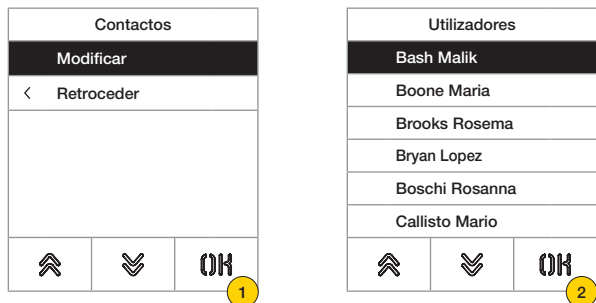 Contactos
Modificar
< Retroceder
OK
1
Utilizadores
Bash Malik
Boone Maria
Brooks Rosema
Bryan Lopez
Boschi Rosanna
Callisto Mario
OK
2